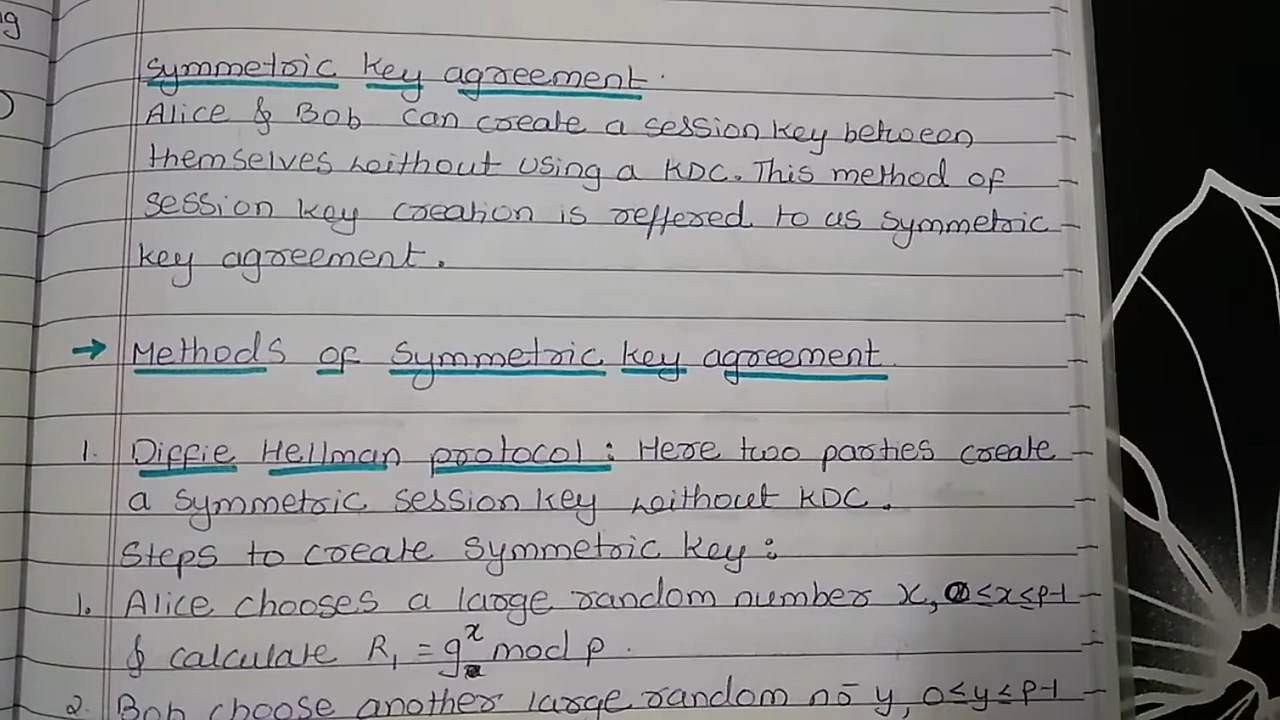 Symmetric key agreement.
Alice & Bob can create a session key between
themselves without using a KDC. This method of
session key creation is reffered to as symmetric
key agreement.
→ Methods of symmetric key agreement
1. Diffie Hellman protocol : Here two parties create
a symmetric session key without KDC.
Steps to create symmetric key :
1. Alice chooses a large random number x, 0≤x≤p-1
& calculate R₁ = gˣ mod p.
2. Bob choose another large random no y, 0≤y≤p-1